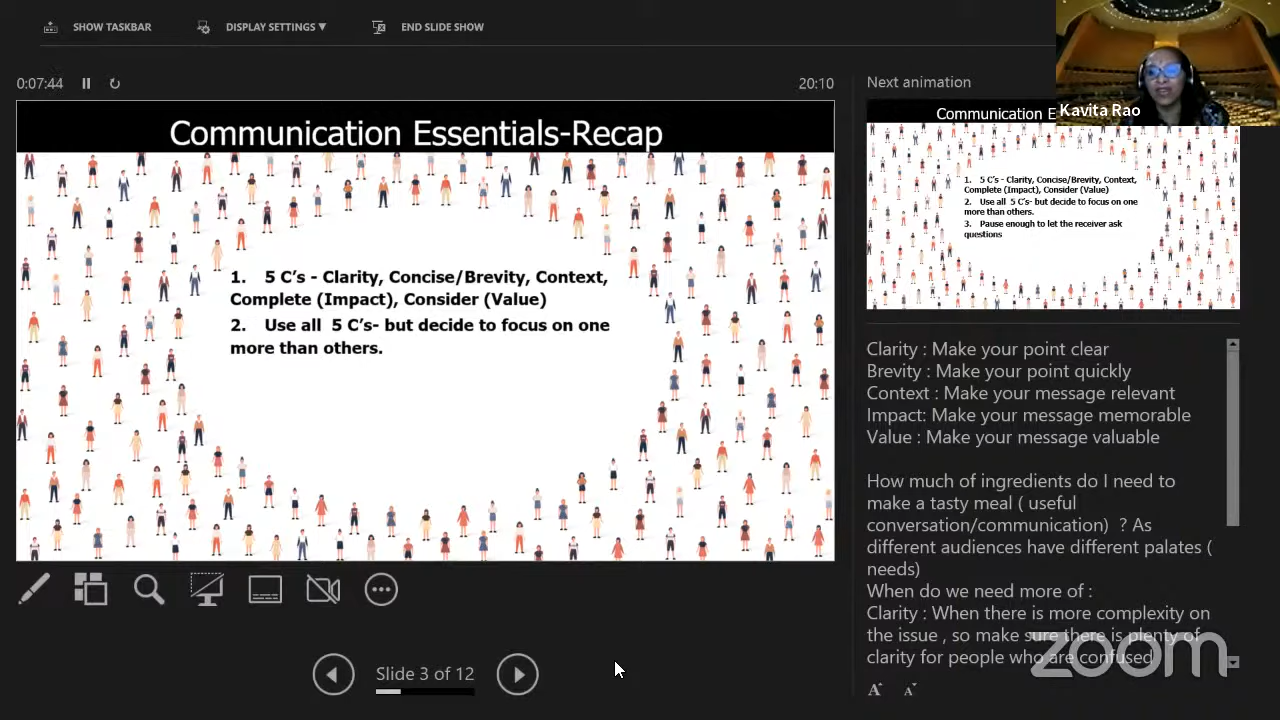 SHOW TASKBAR
DISPLAY SETTINGS ▼
END SLIDE SHOW
0:07:44
20:10
Communication Essentials-Recap
1. 5 C's - Clarity, Concise/Brevity, Context,
Complete (Impact), Consider (Value)
2. Use all 5 C's- but decide to focus on one
more than others.
Slide 3 of 12
Next animation
Kavita Rao
Communication E
1. 5 C's - Clarity, Concise/Brevity, Context,
Complete (Impact), Consider (Value)
2. Use all 5 C's- but decide to focus on one
more than others.
3. Pause enough to let the receiver ask
questions
Clarity : Make your point clear
Brevity : Make your point quickly
Context : Make your message relevant
Impact: Make your message memorable
Value : Make your message valuable
How much of ingredients do I need to
make a tasty meal ( useful
conversation/communication) ? As
different audiences have different palates (
needs)
When do we need more of :
Clarity : When there is more complexity on
the issue , so make sure there is plenty of
clarity for people who are confused
zoom
A A